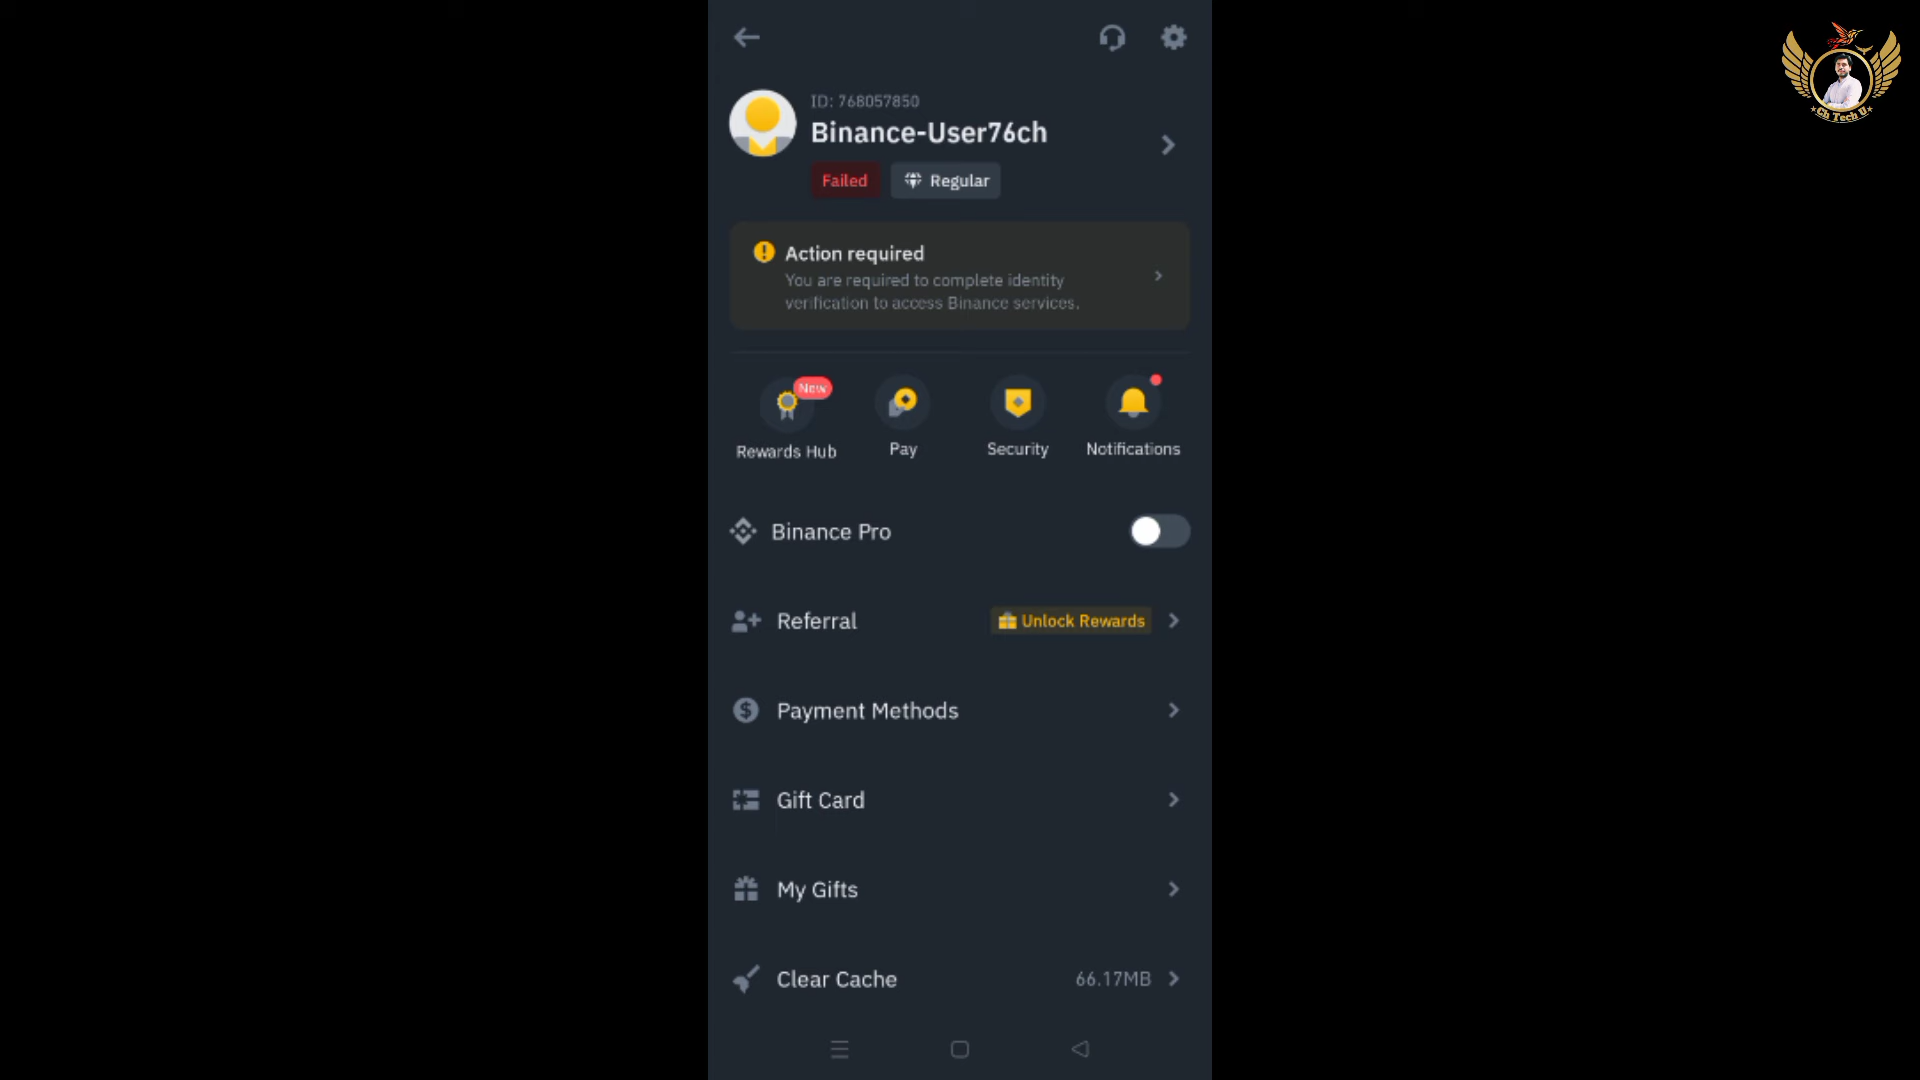 ID: 768057850
Binance-User76ch
Failed
Regular
Action required
You are required to complete identity
verification to access Binance services.
New
Rewards Hub
Pay
Security
Notifications
Binance Pro
Referral
Unlock Rewards
Payment Methods
Gift Card
My Gifts
Clear Cache
66.17MB
Ch Tech U